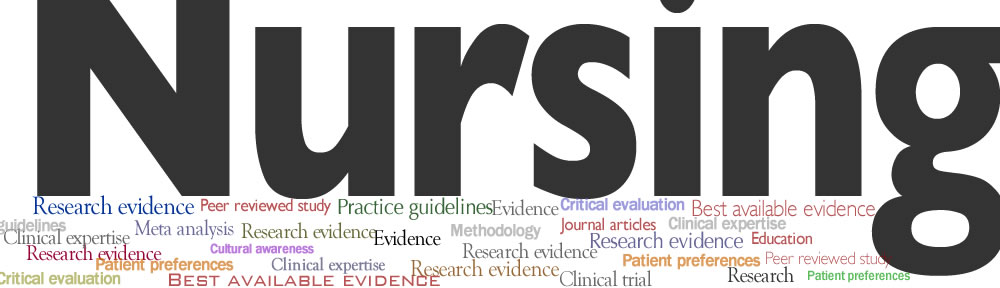 Nursing
Research evidence Peer reviewed study Practice guidelines Evidence Critical evaluation Best available evidence
guidelines Clinical expertise Meta analysis Research evidence Evidence Methodology Journal articles Clinical expertise
Research evidence Cultural awareness Research evidence Research evidence Education
Patient preferences Clinical expertise Research evidence Patient preferences Peer reviewed study
Critical evaluation BEST AVAILABLE EVIDENCE Clinical trial Research Patient preferences